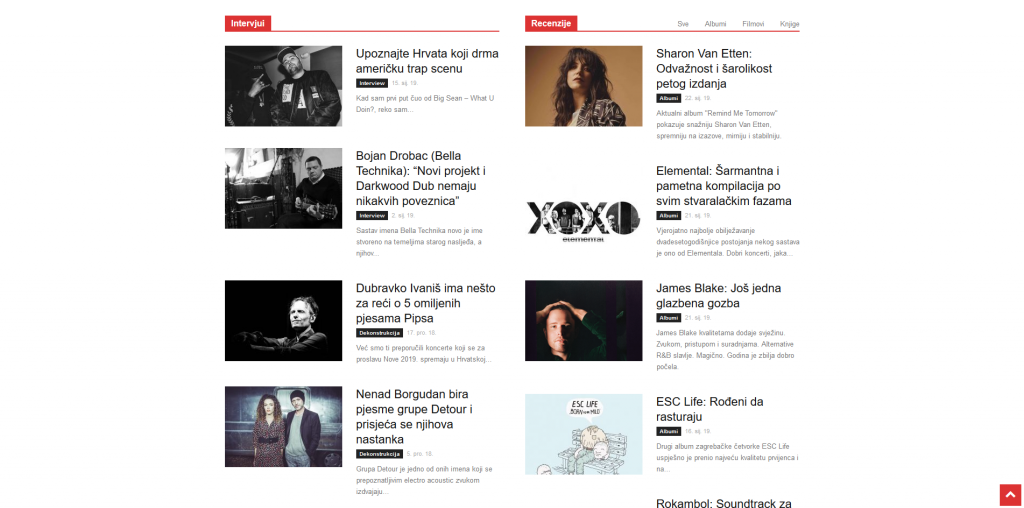 Intervjui
Upoznajte Hrvata koji drma
američku trap scenu
Interview 15. sij. 19.
Kad sam prvi put čuo od Big Sean – What U
Doin?, reko sam...
Bojan Drobac (Bella
Technika): “Novi projekt i
Darkwood Dub nemaju
nikakvih poveznica”
Interview 2. sij. 19.
Sastav imena Bella Technika novo je ime
stvoreno na temeljima starog nasljeđa, a
njihov...
Dubravko Ivaniš ima nešto
za reći o 5 omiljenih
pjesama Pipsa
Dekonstrukcija 17. pro. 18.
Već smo ti preporučili koncerte koji se za
proslavu Nove 2019. spremaju u Hrvatskoj...
Nenad Borgudan bira
pjesme grupe Detour i
prisjeća se njihova
nastanka
Dekonstrukcija 5. pro. 18.
Grupa Detour je jedno od onih imena koji se
prepoznatljivim electro acoustic zvukom
izdvajaju...
Recenzije Sve Albumi Filmovi Knjige
Sharon Van Etten:
Odvažnost i šarolikost
petog izdanja
Albumi 22. sij. 19.
Aktualni album "Remind Me Tomorrow"
pokazuje snažniju Sharon Van Etten,
spremniju na izazove, mirniju i stabilniju.
XOXO
elemental
Elemental: Šarmantna i
pametna kompilacija po
svim stvaralačkim fazama
Albumi 21. sij. 19.
Vjerojatno najbolje obilježavanje
dvadesetogodišnjice postojanja nekog sastava
je ono od Elementala. Dobri koncerti, jaka...
James Blake: Još jedna
glazbena gozba
Albumi 21. sij. 19.
James Blake kvalitetama dodaje svježinu.
Zvukom, pristupom i suradnjama. Alternative
R&B slavlje. Magično. Godina je zbilja dobro
počela.
ESC LIFE
BORN TOO MILD
ESC Life: Rođeni da
rasturaju
Albumi 16. sij. 19.
Drugi album zagrebačke četvorke ESC Life
uspješno je prenio najveću kvalitetu prvijenca i
na...
Rokambol: Soundtrack za